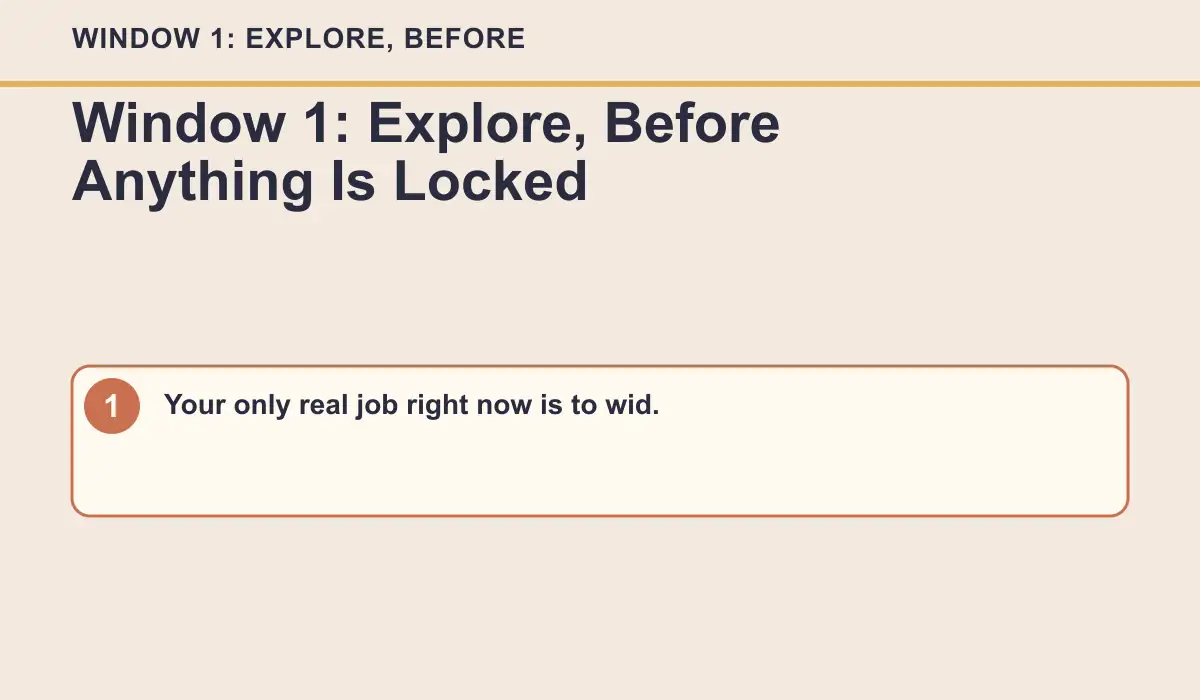 WINDOW 1: EXPLORE, BEFORE
Window 1: Explore, Before
Anything Is Locked
1
Your only real job right now is to wid.